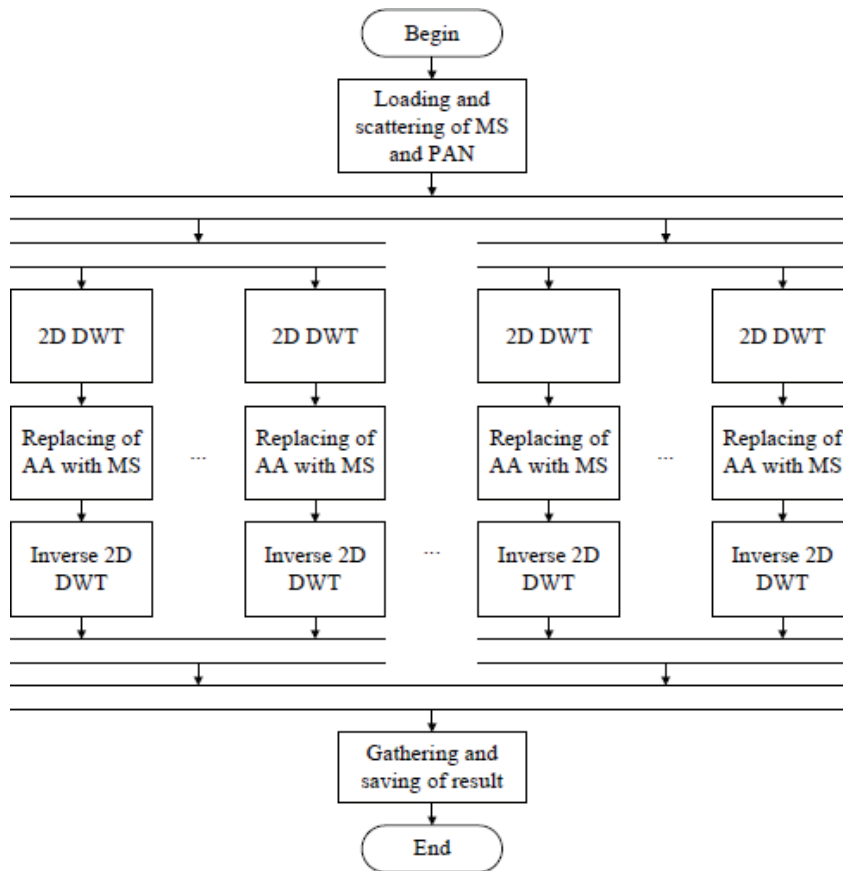 Begin
Loading and
scattering of MS
and PAN
2D DWT
2D DWT
2D DWT
2D DWT
Replacing of
AA with MS
...
Replacing of
AA with MS
Replacing of
AA with MS
...
Replacing of
AA with MS
Inverse 2D
DWT
Inverse 2D
DWT
...
Inverse 2D
DWT
Inverse 2D
DWT
Gathering and
saving of result
End